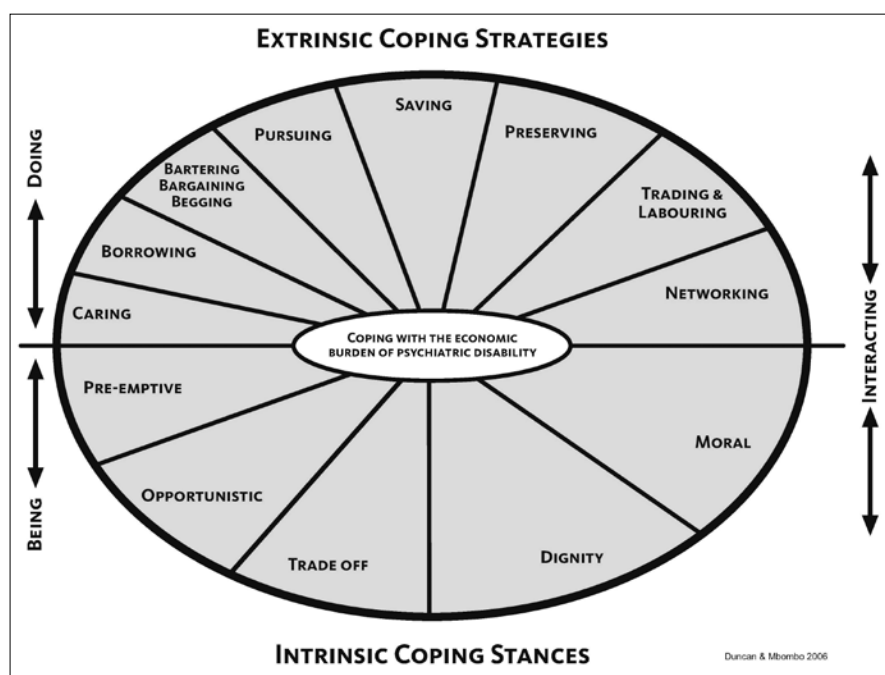 EXTRINSIC COPING STRATEGIES
DOING
CARING
BORROWING
BARTERING
BARGAINING
BEGGING
PURSUING
SAVING
PRESERVING
TRADING &
LABOURING
NETWORKING
COPING WITH THE ECONOMIC
BURDEN OF PSYCHIATRIC DISABILITY
INTERACTING
BEING
PRE-EMPTIVE
OPPORTUNISTIC
TRADE OFF
DIGNITY
MORAL
INTRINSIC COPING STANCES
Duncan & Mbombo 2006